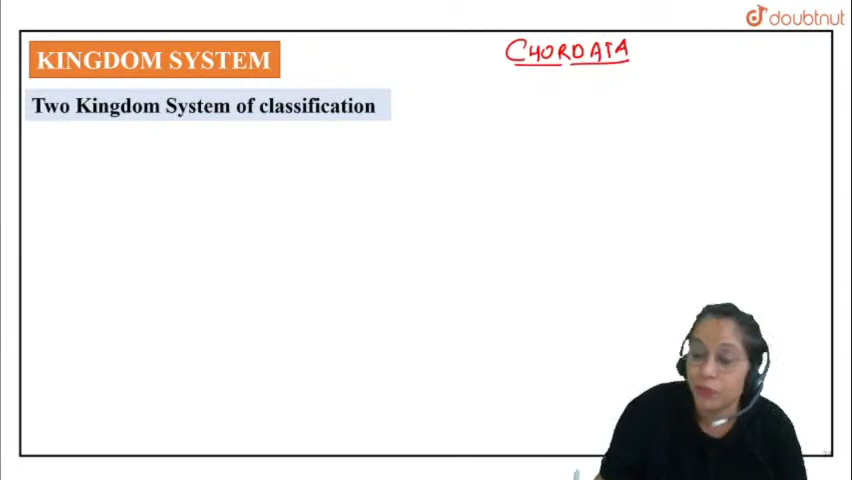 doubtnut
KINGDOM SYSTEM
CHORDATA
Two Kingdom System of classification